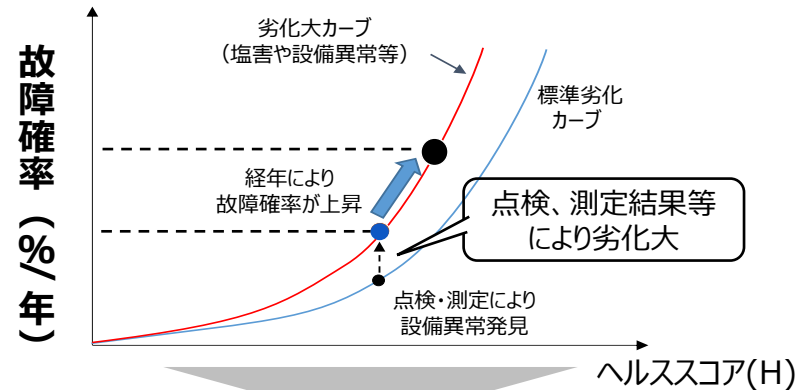 故障確率（%/年）
劣化大カーブ
（塩害や設備異常等）
標準劣化
カーブ
経年により
故障確率が上昇
点検、測定結果等
により劣化大
点検・測定により
設備異常発見
ヘルススコア(H)